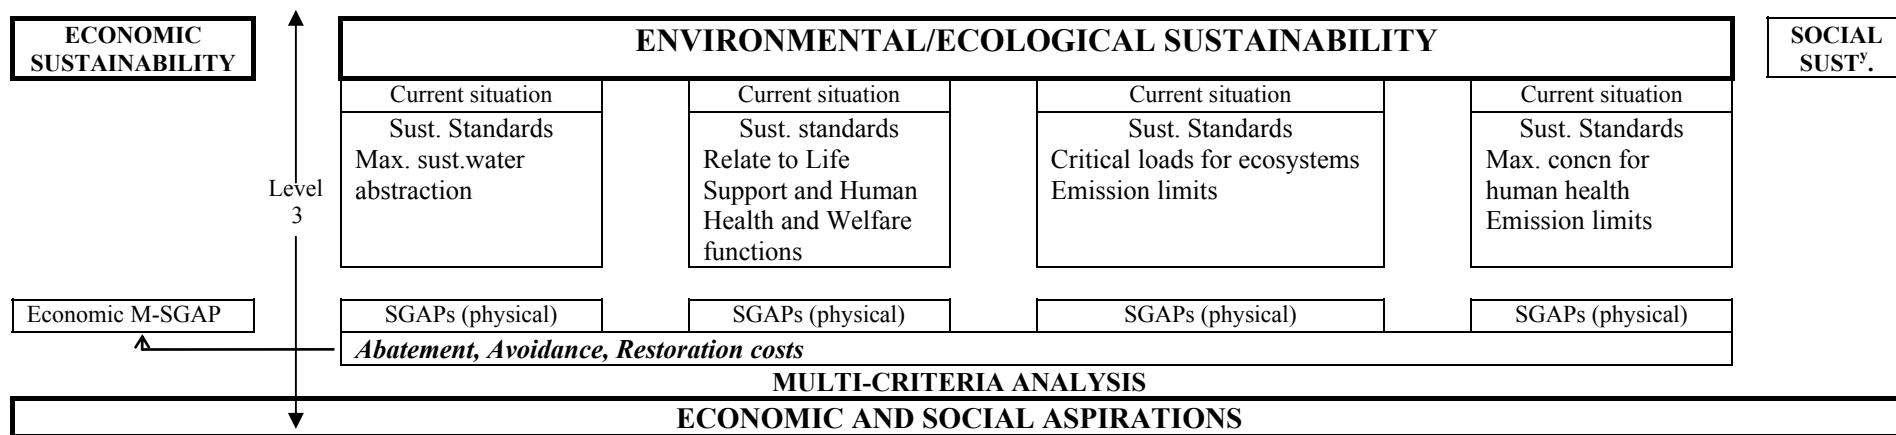 ECONOMIC
SUSTAINABILITY
ENVIRONMENTAL/ECOLOGICAL SUSTAINABILITY
SOCIAL
SUSTʸ.
Current situation
Sust. Standards
Max. sust.water
abstraction
Current situation
Sust. standards
Relate to Life
Support and Human
Health and Welfare
functions
Current situation
Sust. Standards
Critical loads for ecosystems
Emission limits
Current situation
Sust. Standards
Max. concn for
human health
Emission limits
Level
3
Economic M-SGAP
SGAPs (physical)
SGAPs (physical)
SGAPs (physical)
SGAPs (physical)
Abatement, Avoidance, Restoration costs
MULTI-CRITERIA ANALYSIS
ECONOMIC AND SOCIAL ASPIRATIONS